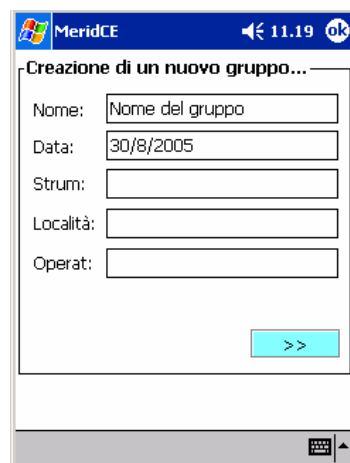 MeridCE 11.19 ok
Creazione di un nuovo gruppo...
Nome: Nome del gruppo
Data: 30/8/2005
Strum:
Località:
Operat:
>>